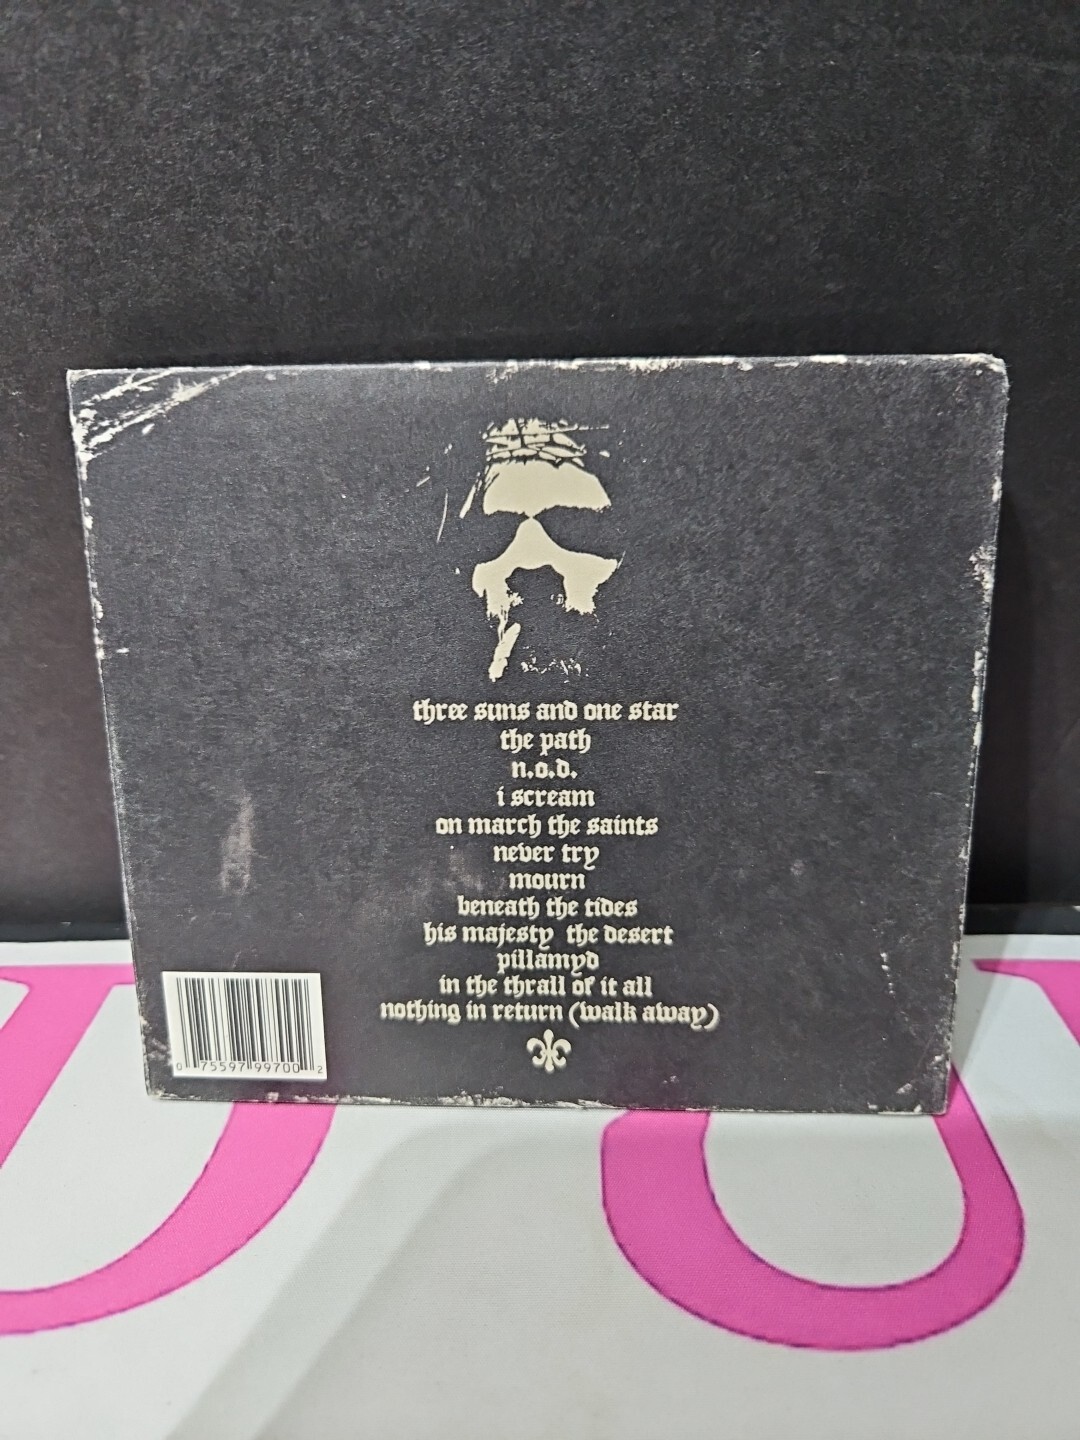 three suns and one star
the path
n.o.d.
i scream
on march the saints
never try
mourn
beneath the tides
his majesty the desert
pillamyd
in the thrall of it all
nothing in return (walk away)
0 75597 99700 2